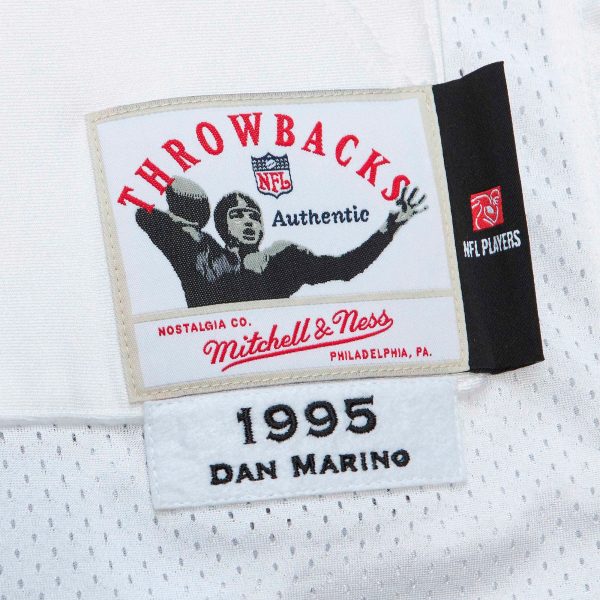 THROWBACKS
NFL
Authentic
NFL PLAYERS
NOSTALGIA CO.
Mitchell & Ness
PHILADELPHIA, PA.
1995
DAN MARINO